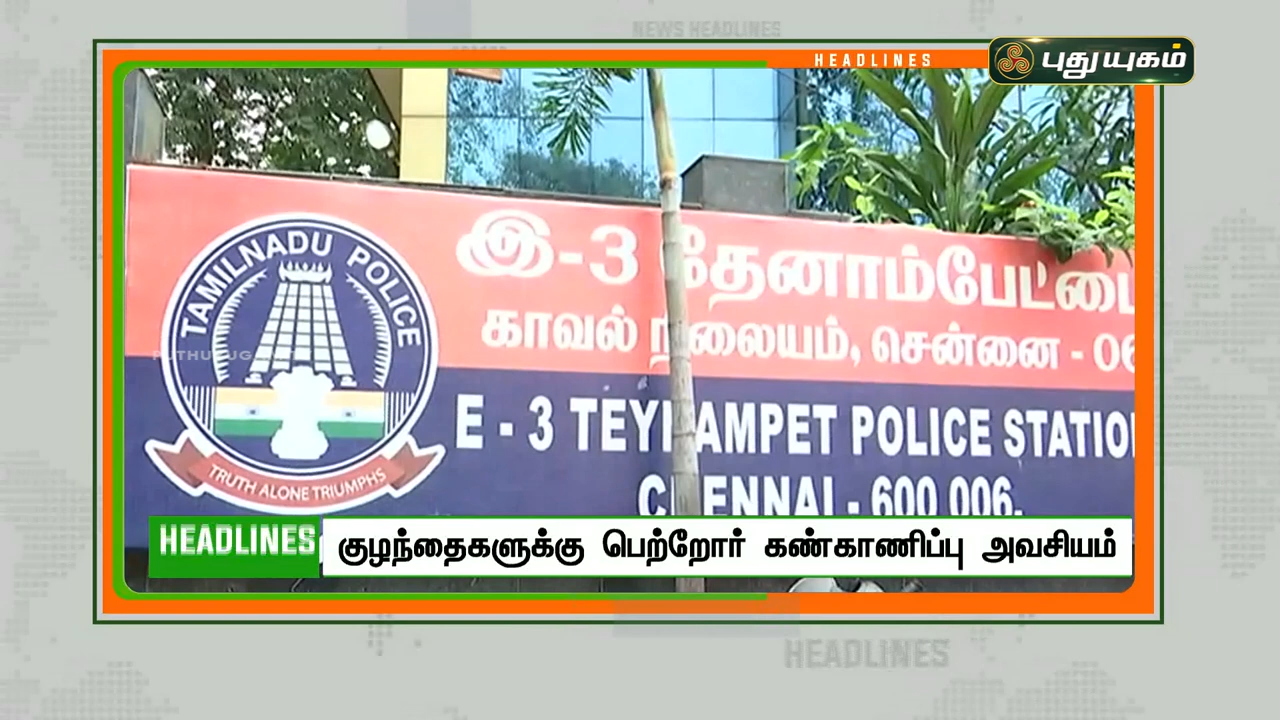 NEWS HEADLINES
HEADLINES
புதுயுகம்
TAMILNADU POLICE
TRUTH ALONE TRIUMPHS
இ-3 தேனாம்பேட்டை
காவல் நிலையம், சென்னை - 06
E - 3 TEYNAMPET POLICE STATION
CHENNAI - 600 006.
HEADLINES
குழந்தைகளுக்கு பெற்றோர் கண்காணிப்பு அவசியம்
HEADLINES